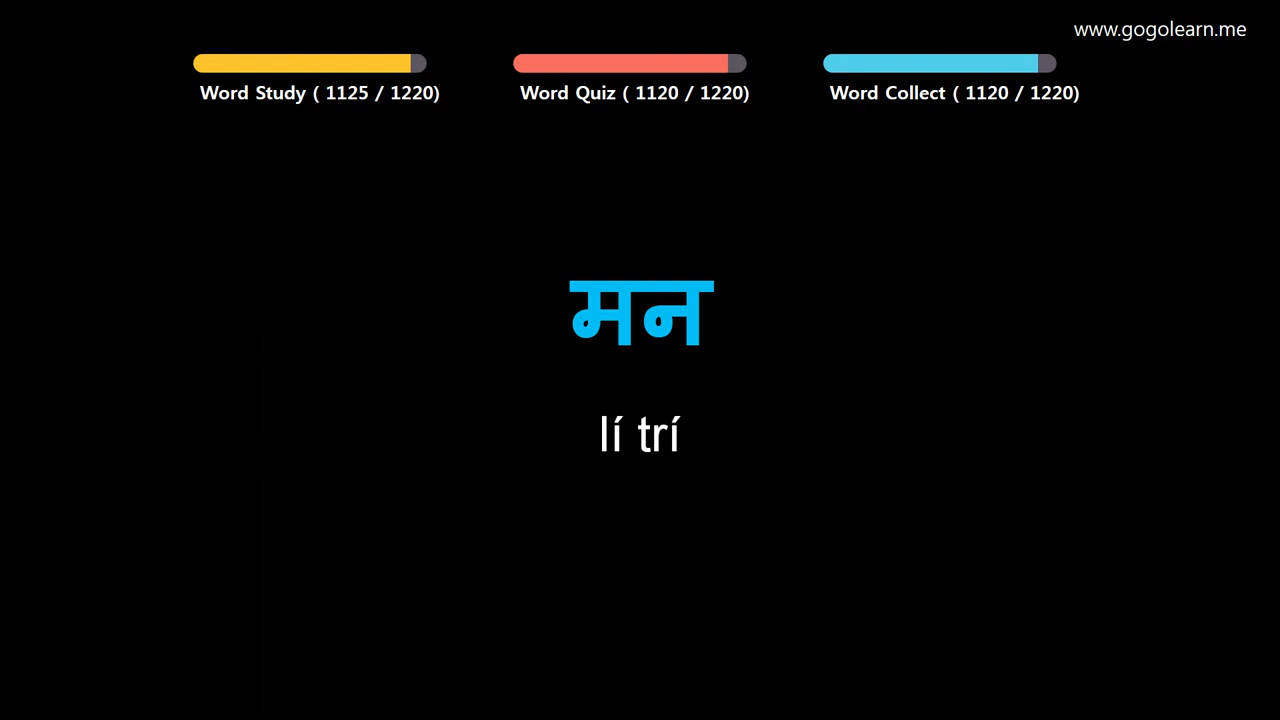 www.gogolearn.me
Word Study ( 1125 / 1220)
Word Quiz ( 1120 / 1220)
Word Collect ( 1120 / 1220)
मन
lí trí